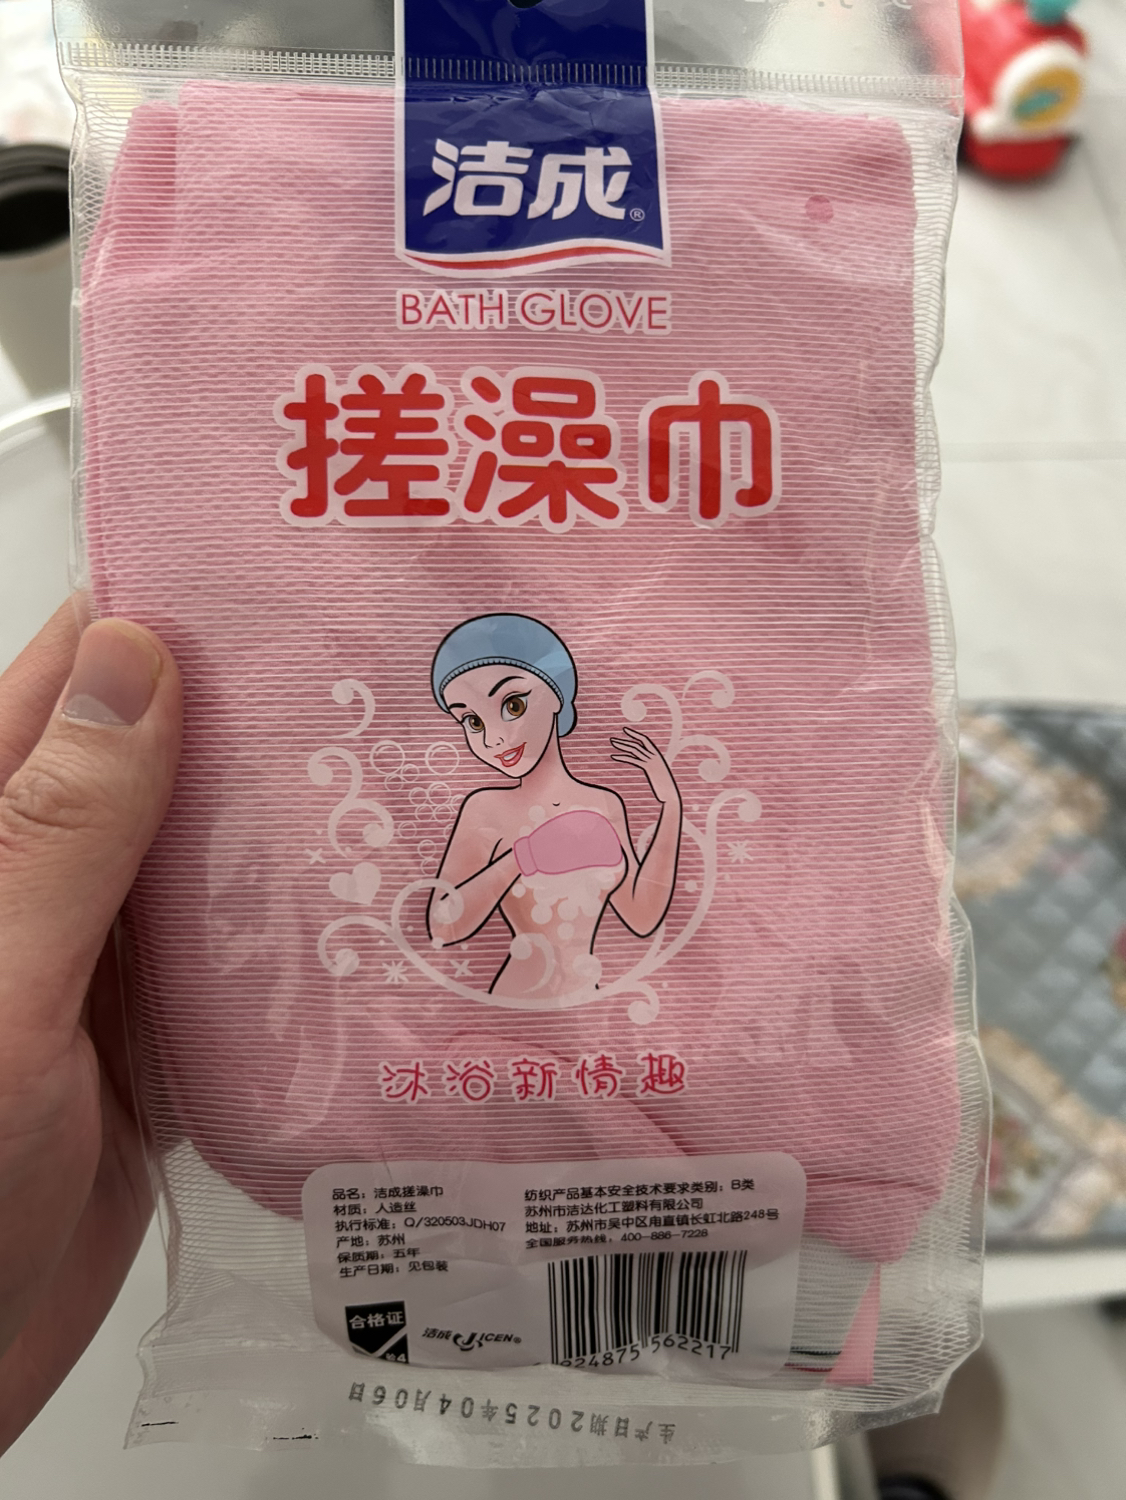 洁成®
BATH GLOVE
搓澡巾
沐浴新情趣
品名：洁成搓澡巾
材质：人造丝
执行标准：Q/320503JDH07
产地：苏州
保质期：五年
生产日期：见包装
纺织产品基本安全技术要求类别：B类
苏州市洁达化工塑料有限公司
地址：苏州市吴中区甪直镇长虹北路248号
全国服务热线：400-886-7228
合格证
洁成 JICEN®
924875 562217
生产日期2025年04月06日